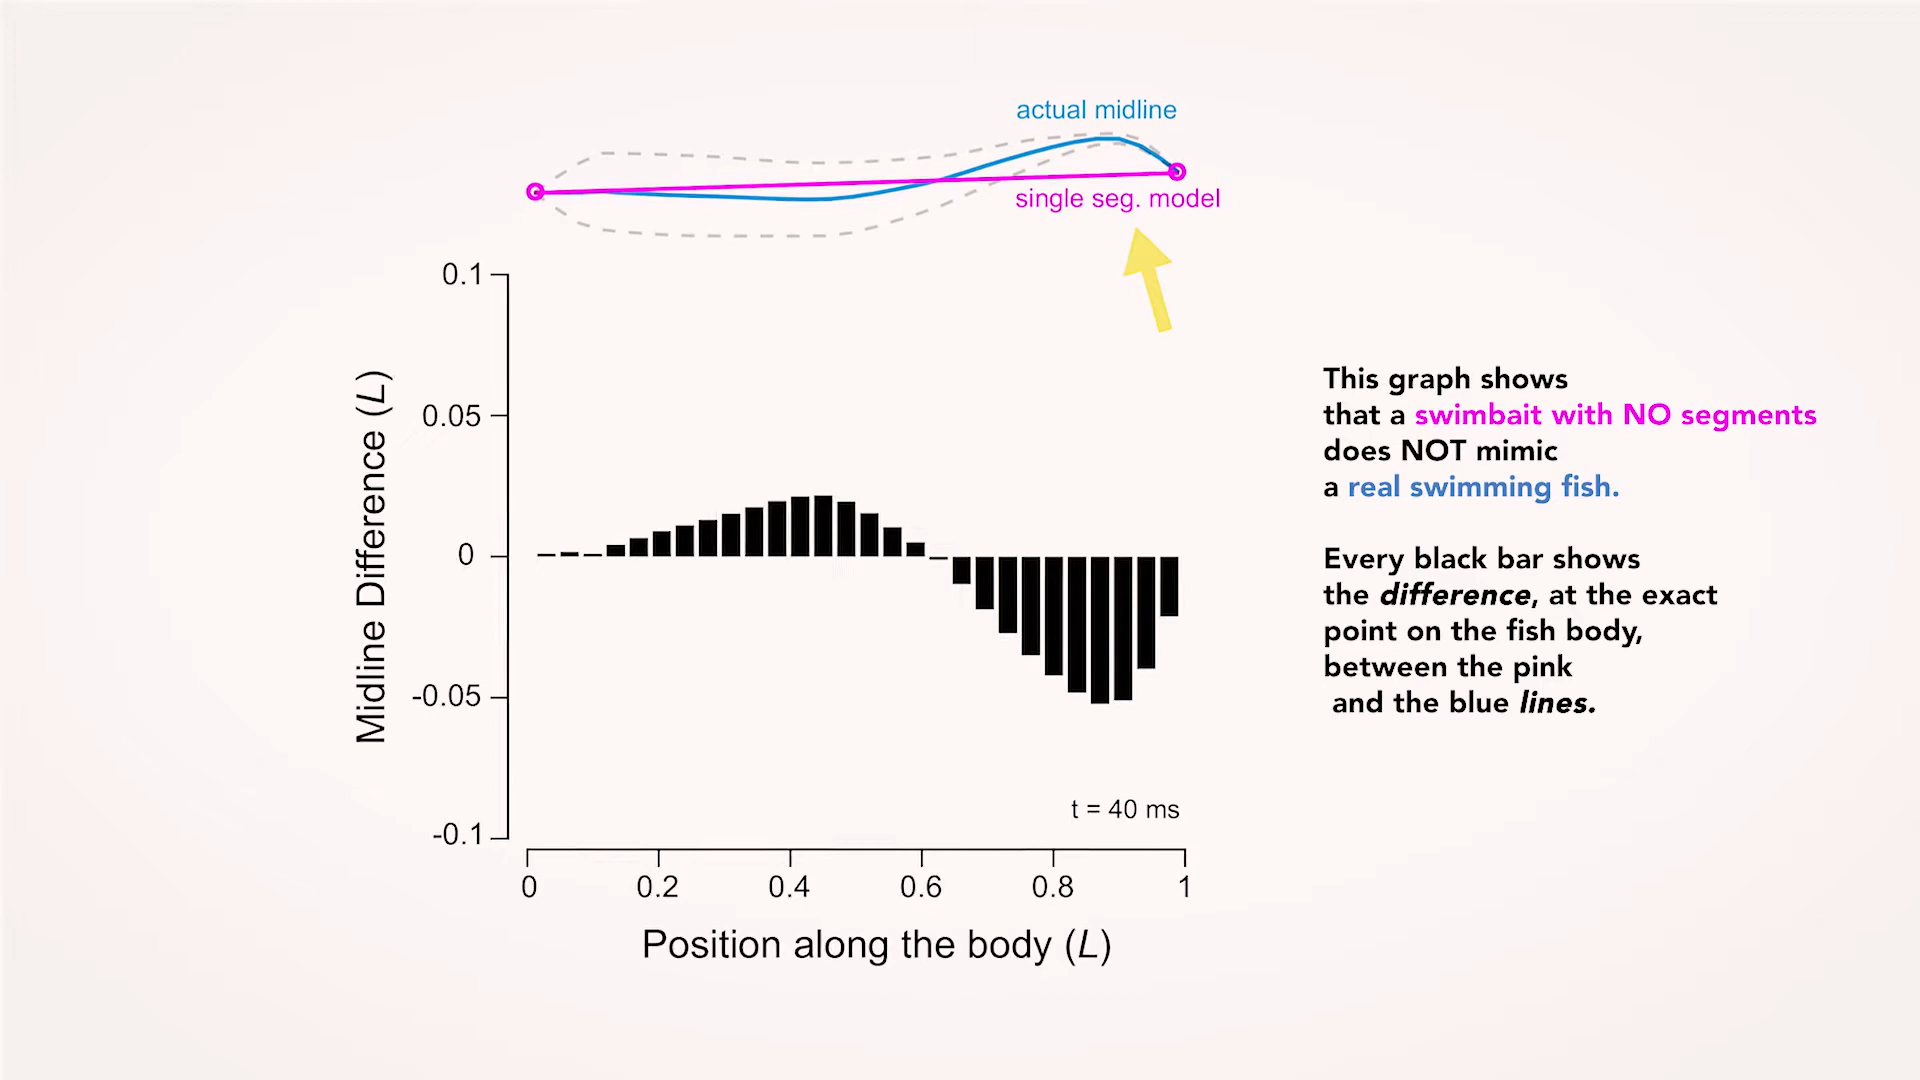 actual midline
single seg. model
0.1
0.05
0
-0.05
-0.1
Midline Difference (L)
t = 40 ms
0
0.2
0.4
0.6
0.8
1
Position along the body (L)
This graph shows
that a swimbait with NO segments
does NOT mimic
a real swimming fish.
Every black bar shows
the difference, at the exact
point on the fish body,
between the pink
and the blue lines.